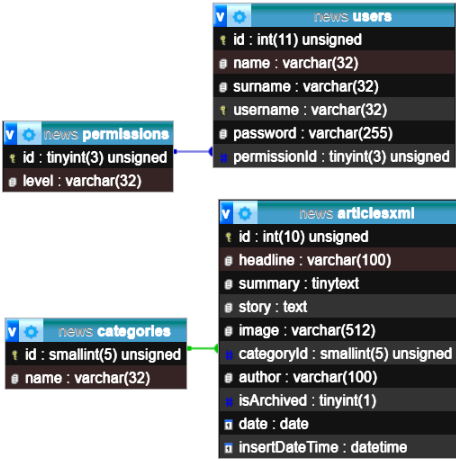 news users
id : int(11) unsigned
name : varchar(32)
surname : varchar(32)
username : varchar(32)
password : varchar(255)
permissionId : tinyint(3) unsigned
news permissions
id : tinyint(3) unsigned
level : varchar(32)
news articlesxml
id : int(10) unsigned
headline : varchar(100)
summary : tinytext
story : text
image : varchar(512)
categoryId : smallint(5) unsigned
author : varchar(100)
isArchived : tinyint(1)
date : date
insertDateTime : datetime
news categories
id : smallint(5) unsigned
name : varchar(32)